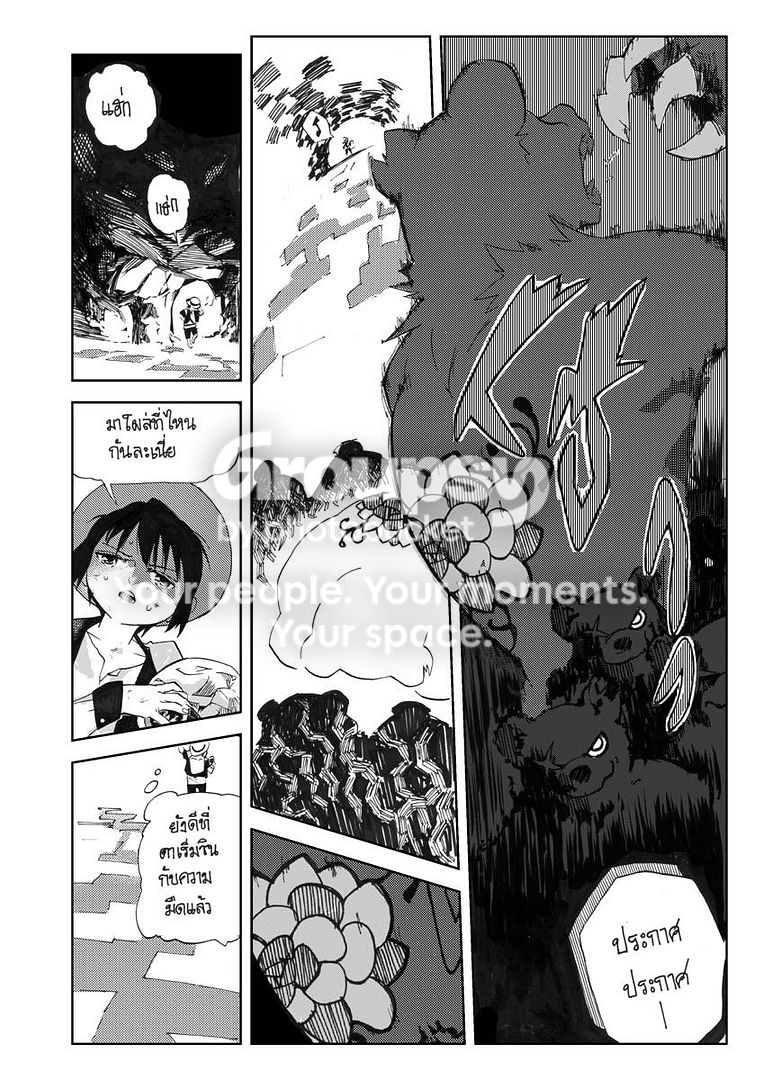 แฮ่ก
แฮ่ก
มาโผล่ที่ไหน
กันละเนี่ย
ยังดีที่
ตาเริ่มชิน
กับความ
มืดแล้ว
ประกาศ
ประกาศ
by photobucket
Your people. Your moments.
Your space.